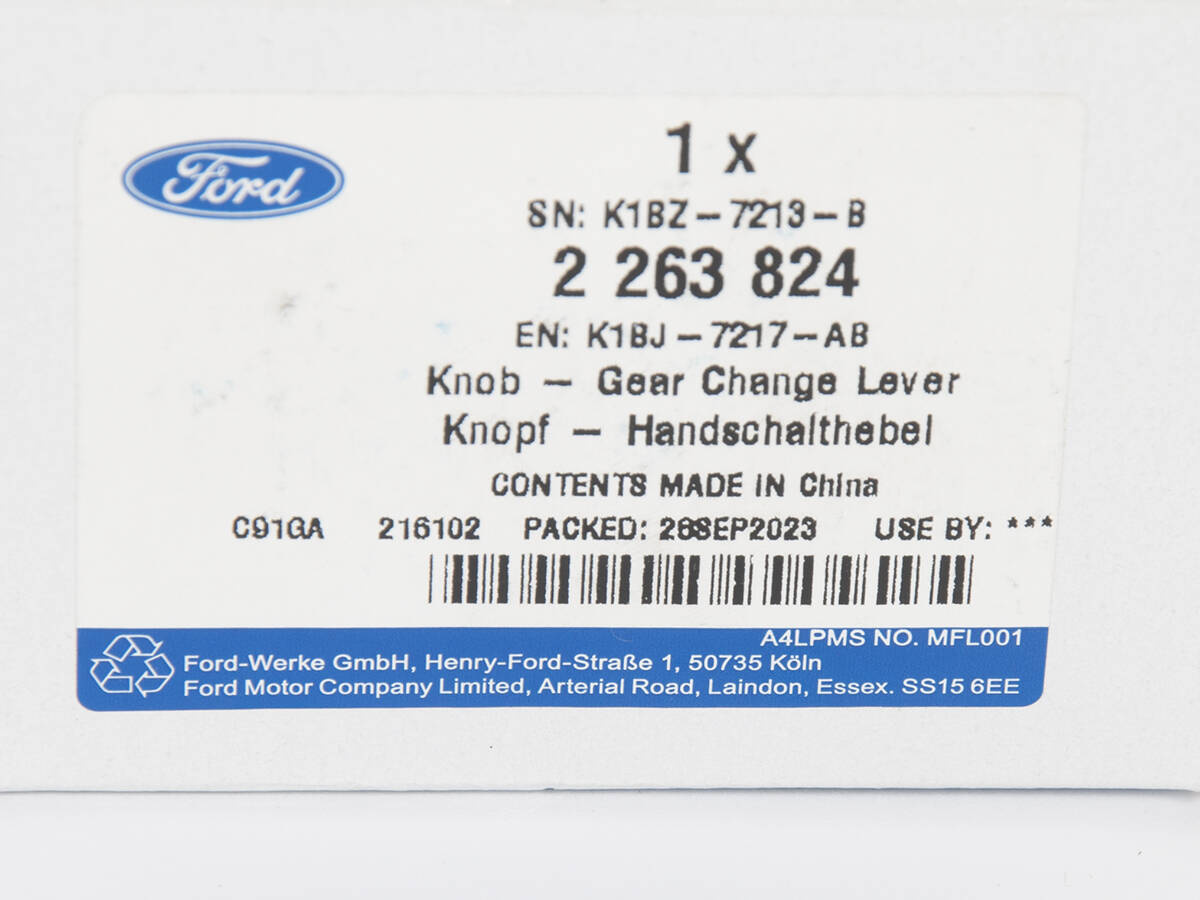 Ford
1 x
SN: K1BZ-7213-B
2 263 824
EN: K1BJ-7217-AB
Knob - Gear Change Lever
Knopf - Handschalthebel
CONTENTS MADE IN China
C91GA 216102 PACKED: 26SEP2023 USE BY: ***
A4LPMS NO. MFL001
Ford-Werke GmbH, Henry-Ford-Straße 1, 50735 Köln
Ford Motor Company Limited, Arterial Road, Laindon, Essex. SS15 6EE